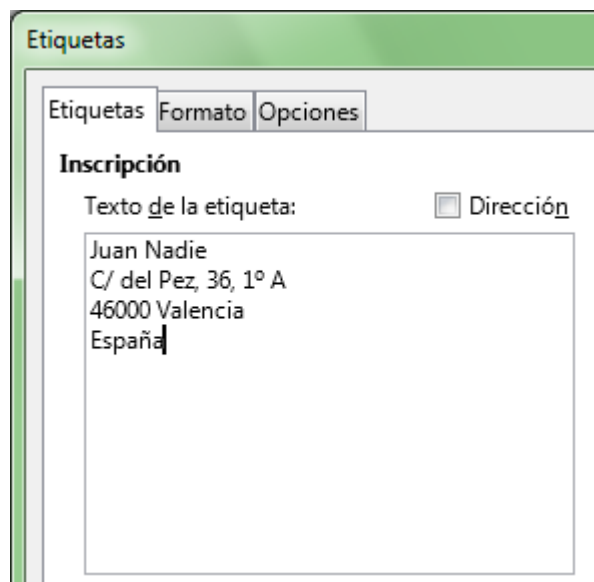 Etiquetas
Etiquetas Formato Opciones
Inscripción
Texto de la etiqueta: Dirección
Juan Nadie
C/ del Pez, 36, 1º A
46000 Valencia
España